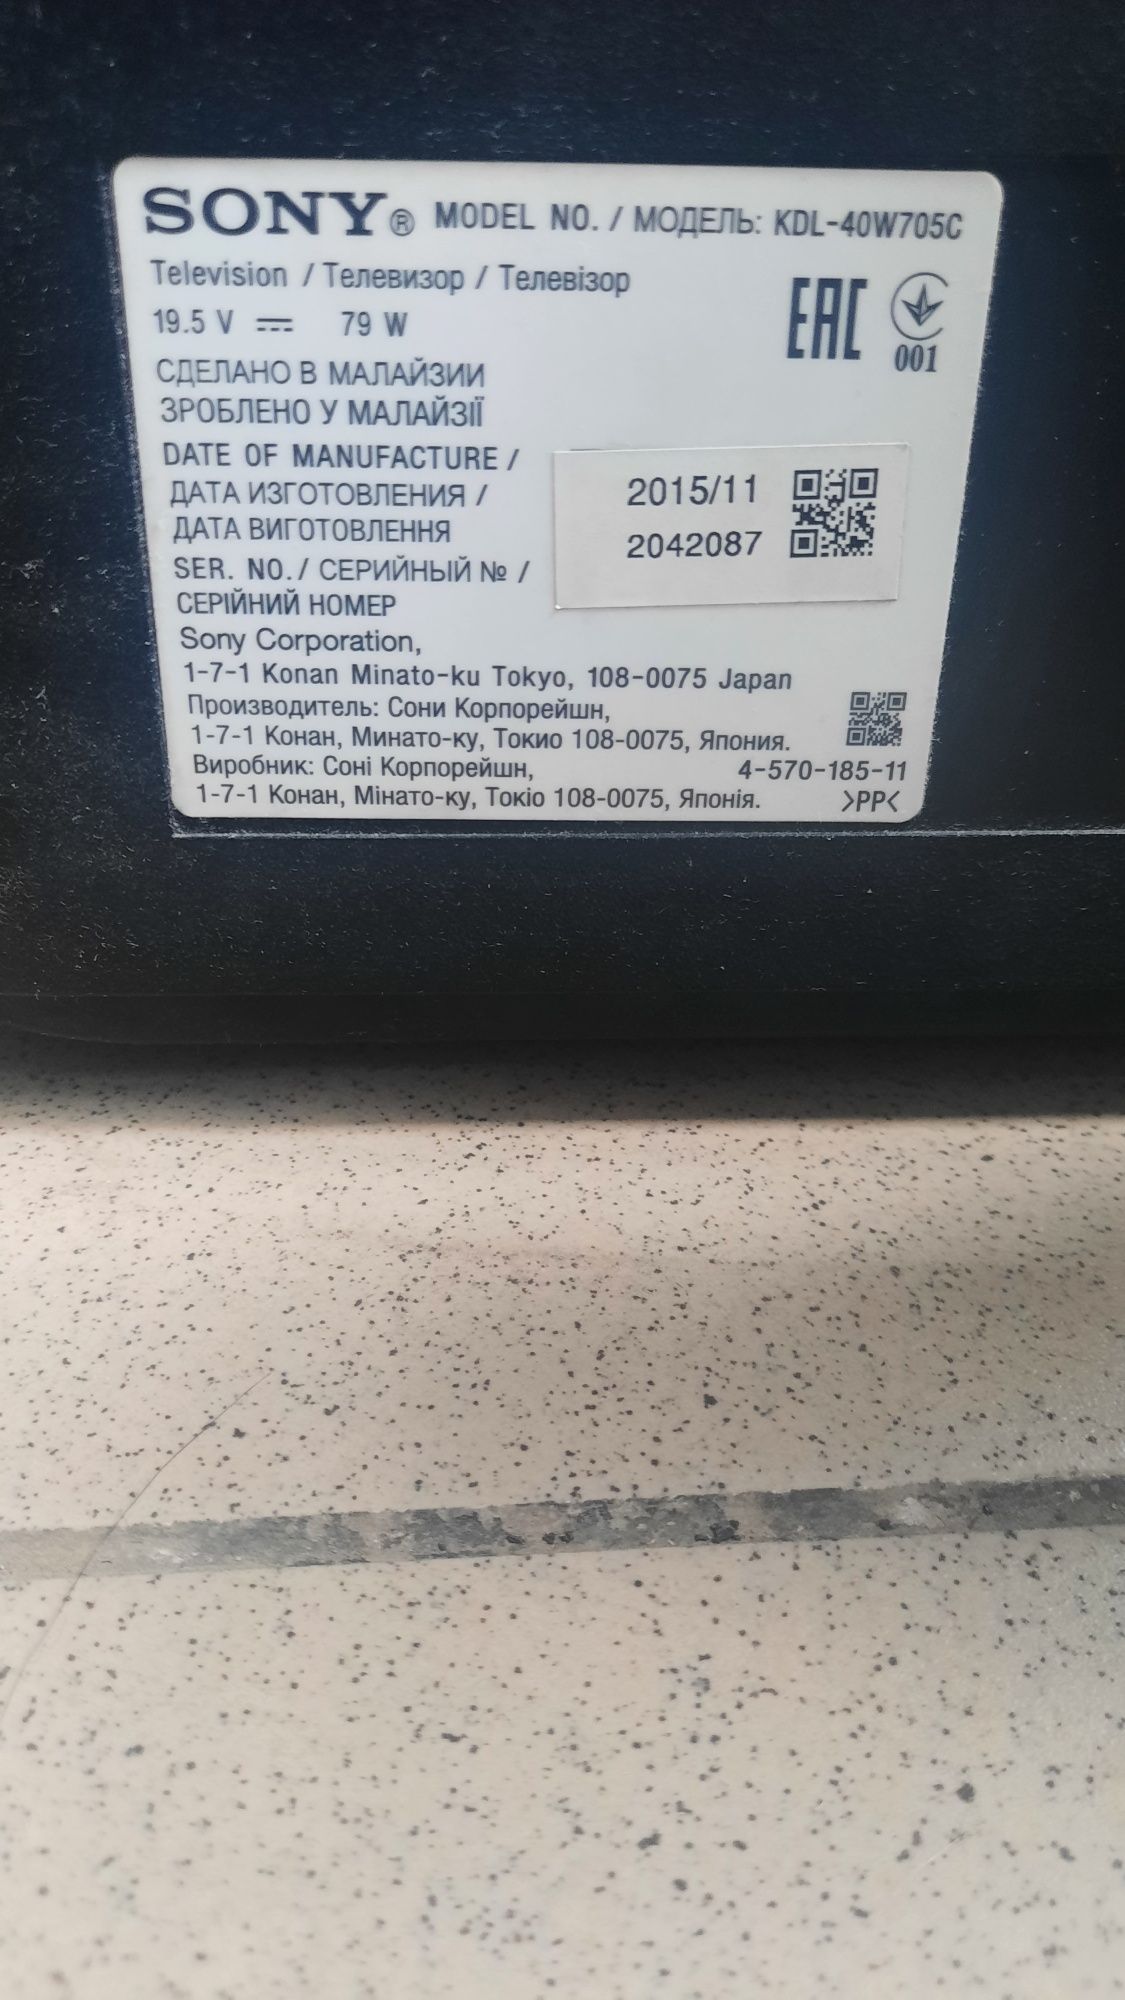 SONY® MODEL NO. / МОДЕЛЬ: KDL-40W705C
Television / Телевизор / Телевізор
19.5 V ⎓ 79 W
EAC
001
СДЕЛАНО В МАЛАЙЗИИ
ЗРОБЛЕНО У МАЛАЙЗІЇ
DATE OF MANUFACTURE /
ДАТА ИЗГОТОВЛЕНИЯ /
ДАТА ВИГОТОВЛЕННЯ
2015/11
SER. NO. / СЕРИЙНЫЙ № /
СЕРІЙНИЙ НОМЕР
2042087
Sony Corporation,
1-7-1 Konan Minato-ku Tokyo, 108-0075 Japan
Производитель: Сони Корпорейшн,
1-7-1 Конан, Минато-ку, Токио 108-0075, Япония.
Виробник: Соні Корпорейшн,
1-7-1 Конан, Мінато-ку, Токіо 108-0075, Японія.
4-570-185-11
>PP<